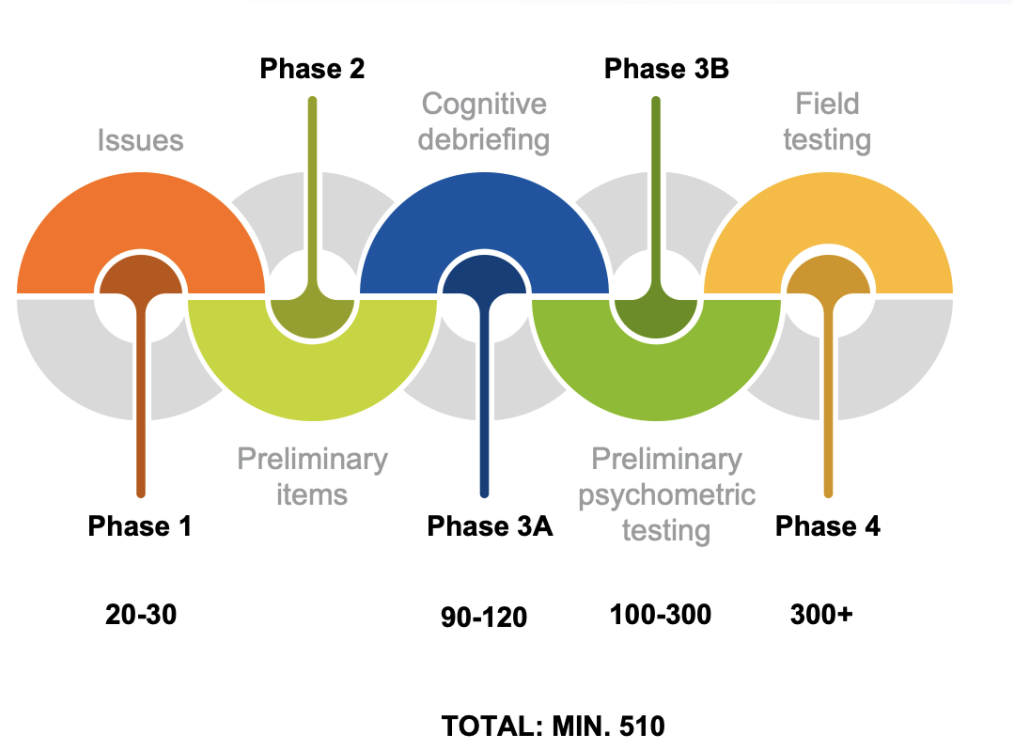 Phase 2
Phase 3B
Issues
Cognitive
debriefing
Field
testing
Preliminary
items
Preliminary
psychometric
testing
Phase 1
Phase 3A
Phase 4
20-30
90-120
100-300
300+
TOTAL: MIN. 510